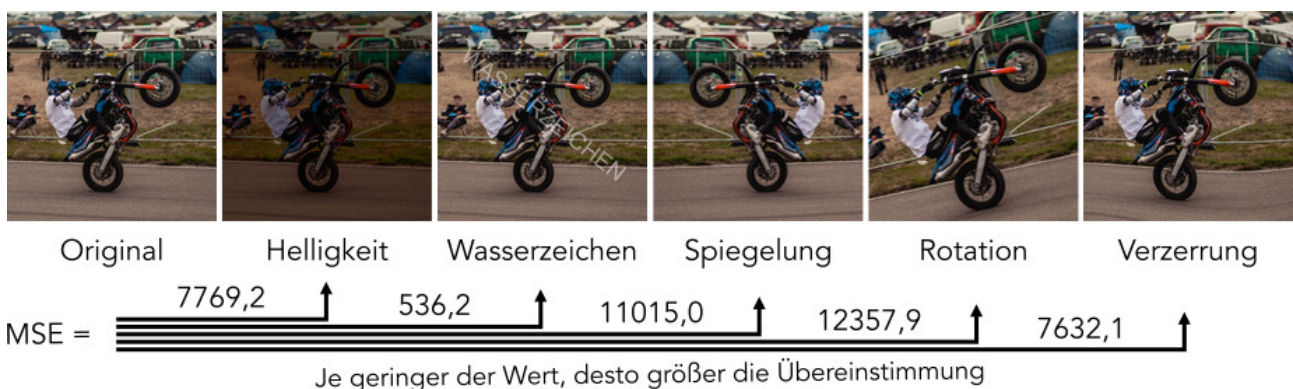 WASSERZEICHEN
Original Helligkeit Wasserzeichen Spiegelung Rotation Verzerrung
7769,2 536,2 11015,0 12357,9 7632,1
MSE =
Je geringer der Wert, desto größer die Übereinstimmung